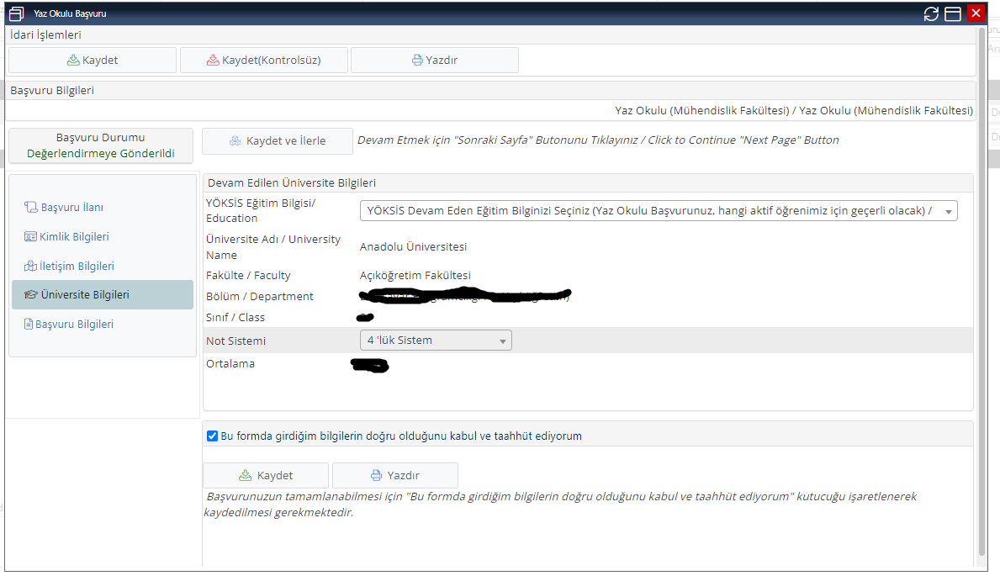 Yaz Okulu Başvuru
İdari İşlemleri
Kaydet
Kaydet(Kontrolsüz)
Yazdır
Başvuru Bilgileri
Yaz Okulu (Mühendislik Fakültesi) / Yaz Okulu (Mühendislik Fakültesi)
Başvuru Durumu
Değerlendirmeye Gönderildi
Kaydet ve İlerle
Devam Etmek için "Sonraki Sayfa" Butonunu Tıklayınız / Click to Continue "Next Page" Button
Başvuru İlanı
Kimlik Bilgileri
İletişim Bilgileri
Üniversite Bilgileri
Başvuru Bilgileri
Devam Edilen Üniversite Bilgileri
YÖKSİS Eğitim Bilgisi/
Education
YÖKSİS Devam Eden Eğitim Bilginizi Seçiniz (Yaz Okulu Başvurunuz, hangi aktif öğrenimiz için geçerli olacak) /
Üniversite Adı / University
Name
Anadolu Üniversitesi
Fakülte / Faculty
Açıköğretim Fakültesi
Bölüm / Department
Sınıf / Class
Not Sistemi
4 'lük Sistem
Ortalama
Bu formda girdiğim bilgilerin doğru olduğunu kabul ve taahhüt ediyorum
Kaydet
Yazdır
Başvurunuzun tamamlanabilmesi için "Bu formda girdiğim bilgilerin doğru olduğunu kabul ve taahhüt ediyorum" kutucuğu işaretlenerek
kaydedilmesi gerekmektedir.